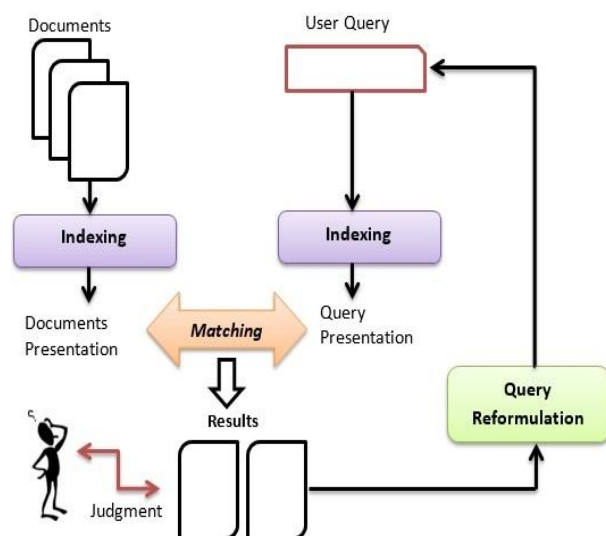 Documents
User Query
Indexing
Indexing
Documents
Presentation
Matching
Query
Presentation
Query
Reformulation
Results
Judgment